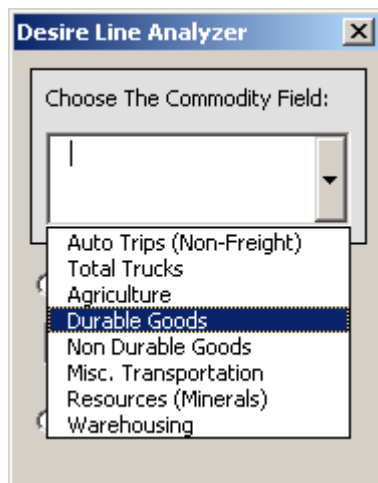 Desire Line Analyzer
Choose The Commodity Field:
Auto Trips (Non-Freight)
Total Trucks
Agriculture
Durable Goods
Non Durable Goods
Misc. Transportation
Resources (Minerals)
Warehousing